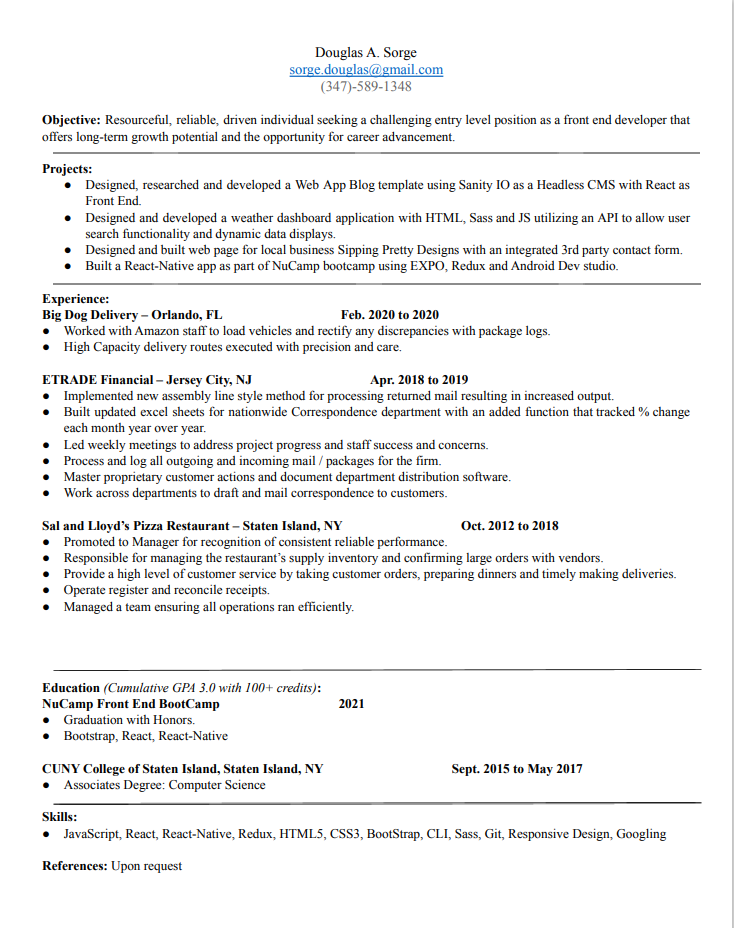 Douglas A. Sorge
sorge.douglas@gmail.com
(347)-589-1348
Objective: Resourceful, reliable, driven individual seeking a challenging entry level position as a front end developer that
offers long-term growth potential and the opportunity for career advancement.
Projects:
● Designed, researched and developed a Web App Blog template using Sanity IO as a Headless CMS with React as
Front End.
● Designed and developed a weather dashboard application with HTML, Sass and JS utilizing an API to allow user
search functionality and dynamic data displays.
● Designed and built web page for local business Sipping Pretty Designs with an integrated 3rd party contact form.
● Built a React-Native app as part of NuCamp bootcamp using EXPO, Redux and Android Dev studio.
Experience:
Big Dog Delivery – Orlando, FL Feb. 2020 to 2020
● Worked with Amazon staff to load vehicles and rectify any discrepancies with package logs.
● High Capacity delivery routes executed with precision and care.
ETRADE Financial – Jersey City, NJ Apr. 2018 to 2019
● Implemented new assembly line style method for processing returned mail resulting in increased output.
● Built updated excel sheets for nationwide Correspondence department with an added function that tracked % change
each month year over year.
● Led weekly meetings to address project progress and staff success and concerns.
● Process and log all outgoing and incoming mail / packages for the firm.
● Master proprietary customer actions and document department distribution software.
● Work across departments to draft and mail correspondence to customers.
Sal and Lloyd’s Pizza Restaurant – Staten Island, NY Oct. 2012 to 2018
● Promoted to Manager for recognition of consistent reliable performance.
● Responsible for managing the restaurant’s supply inventory and confirming large orders with vendors.
● Provide a high level of customer service by taking customer orders, preparing dinners and timely making deliveries.
● Operate register and reconcile receipts.
● Managed a team ensuring all operations ran efficiently.
Education (Cumulative GPA 3.0 with 100+ credits):
NuCamp Front End BootCamp 2021
● Graduation with Honors.
● Bootstrap, React, React-Native
CUNY College of Staten Island, Staten Island, NY Sept. 2015 to May 2017
● Associates Degree: Computer Science
Skills:
● JavaScript, React, React-Native, Redux, HTML5, CSS3, BootStrap, CLI, Sass, Git, Responsive Design, Googling
References: Upon request